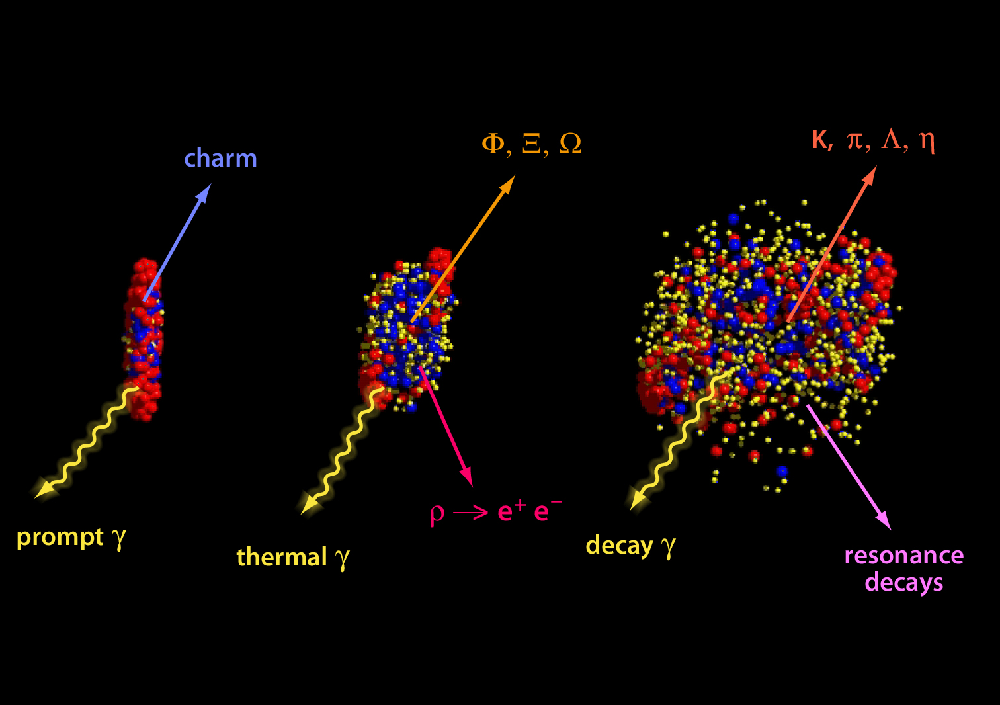 charm
Φ, Ξ, Ω
K, π, Λ, η
prompt γ
thermal γ
ρ → e⁺ e⁻
decay γ
resonance
decays